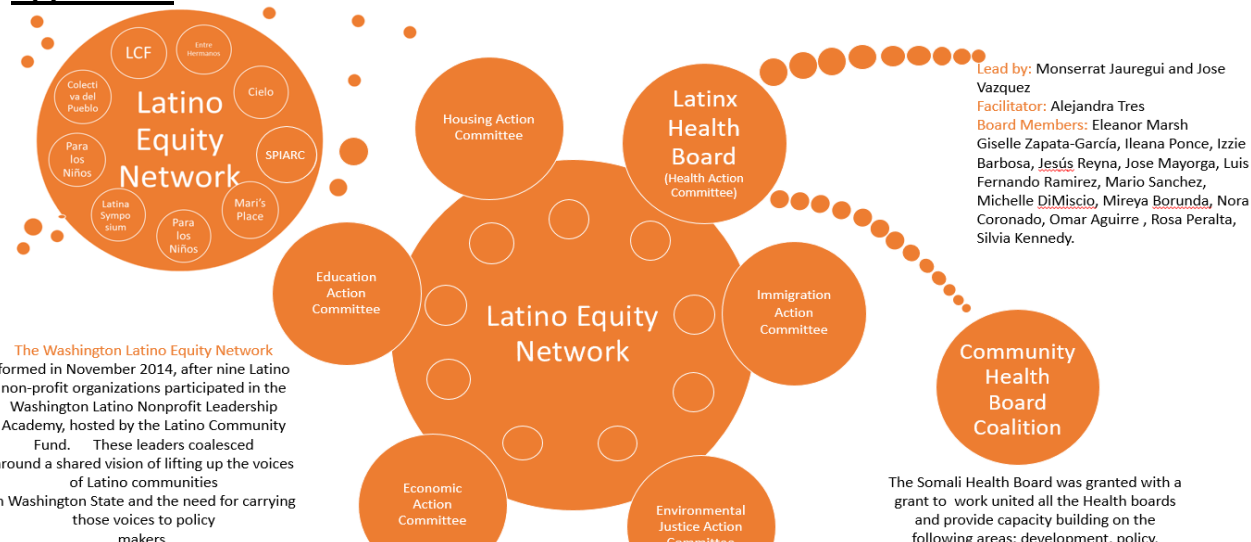 LCF
Entre
Hermanos
Colecti
va del
Pueblo
Cielo
Latino
Equity
Network
Para
los
Niños
SPIARC
Latina
Sympo
sium
Para
los
Niños
Mari's
Place
Housing Action
Committee
Latinx
Health
Board
(Health Action
Committee)
Lead by: Monserrat Jauregui and Jose
Vazquez
Facilitator: Alejandra Tres
Board Members: Eleanor Marsh
Giselle Zapata-García, Ileana Ponce, Izzie
Barbosa, Jesús Reyna, Jose Mayorga, Luis
Fernando Ramirez, Mario Sanchez,
Michelle DiMiscio, Mireya Borunda, Nora
Coronado, Omar Aguirre , Rosa Peralta,
Silvia Kennedy.
Education
Action
Committee
Latino Equity
Network
Immigration
Action
Committee
The Washington Latino Equity Network
formed in November 2014, after nine Latino
non-profit organizations participated in the
Washington Latino Nonprofit Leadership
Academy, hosted by the Latino Community
Fund. These leaders coalesced
around a shared vision of lifting up the voices
of Latino communities
n Washington State and the need for carrying
those voices to policy
makers
Community
Health
Board
Coalition
Economic
Action
Committee
Environmental
Justice Action
Committee
The Somali Health Board was granted with a
grant to work united all the Health boards
and provide capacity building on the
following areas: development, policy,